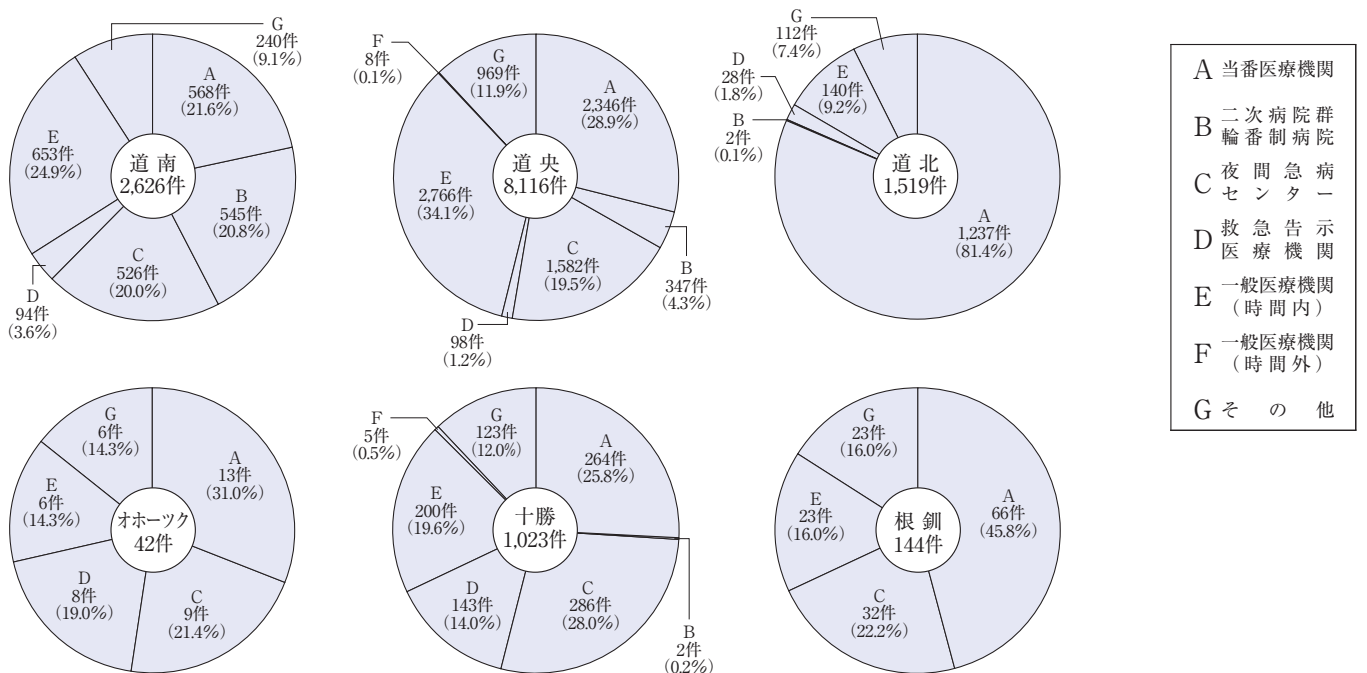 G
240件
(9.1%)
A
568件
(21.6%)
E
653件
(24.9%)
道南
2,626件
B
545件
(20.8%)
C
526件
(20.0%)
D
94件
(3.6%)
F
8件
(0.1%)
G
969件
(11.9%)
A
2,346件
(28.9%)
E
2,766件
(34.1%)
道央
8,116件
C
1,582件
(19.5%)
B
347件
(4.3%)
D
98件
(1.2%)
G
112件
(7.4%)
D
28件
(1.8%)
E
140件
(9.2%)
B
2件
(0.1%)
道北
1,519件
A
1,237件
(81.4%)
A 当番医療機関
B 二次病院群
輪番制病院
C 夜間急病
センター
D 救急告示
医療機関
E 一般医療機関
(時間内)
F 一般医療機関
(時間外)
G その他
G
6件
(14.3%)
A
13件
(31.0%)
E
6件
(14.3%)
オホーツク
42件
D
8件
(19.0%)
C
9件
(21.4%)
F
5件
(0.5%)
G
123件
(12.0%)
A
264件
(25.8%)
E
200件
(19.6%)
十勝
1,023件
D
143件
(14.0%)
C
286件
(28.0%)
B
2件
(0.2%)
G
23件
(16.0%)
A
66件
(45.8%)
E
23件
(16.0%)
根釧
144件
C
32件
(22.2%)